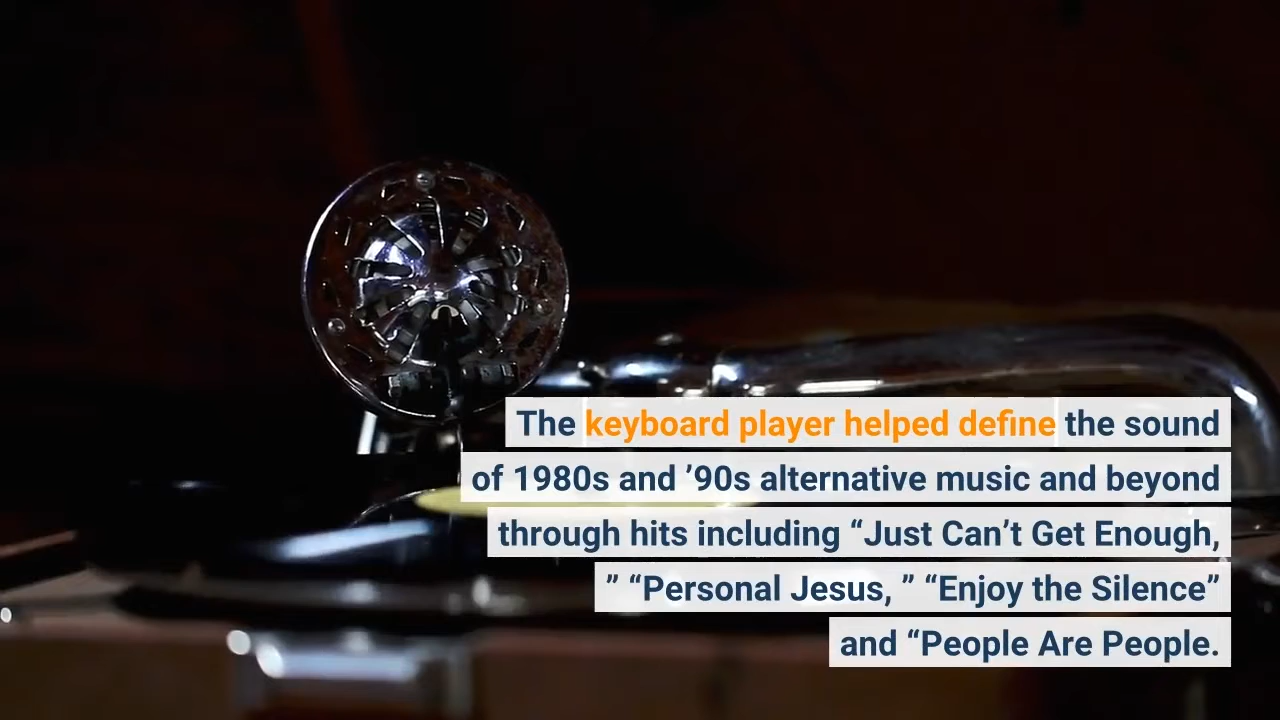 The keyboard player helped define the sound
of 1980s and ’90s alternative music and beyond
through hits including “Just Can’t Get Enough,
” “Personal Jesus, ” “Enjoy the Silence”
and “People Are People.